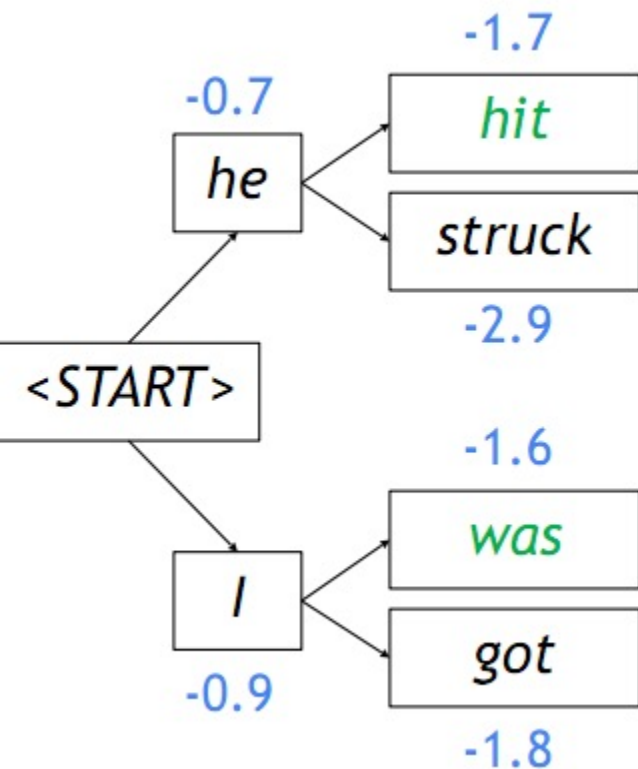 -1.7
-0.7
hit
he
struck
-2.9
<START>
-1.6
was
I
got
-0.9
-1.8